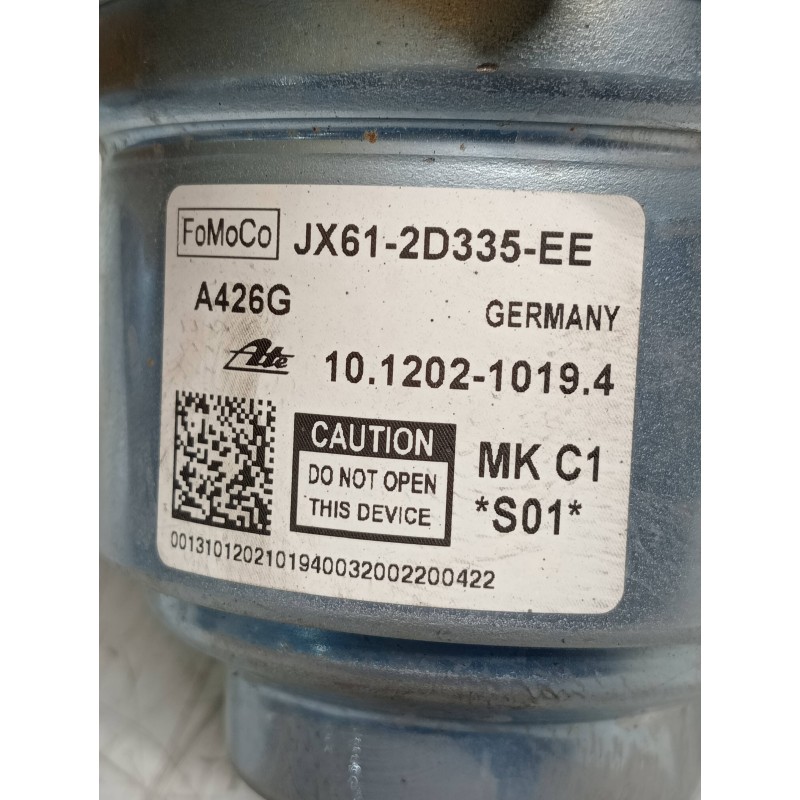 FoMoCo JX61-2D335-EE
A426G GERMANY
Ate 10.1202-1019.4
CAUTION
DO NOT OPEN
THIS DEVICE
MK C1
*S01*
0013101202101940032002200422